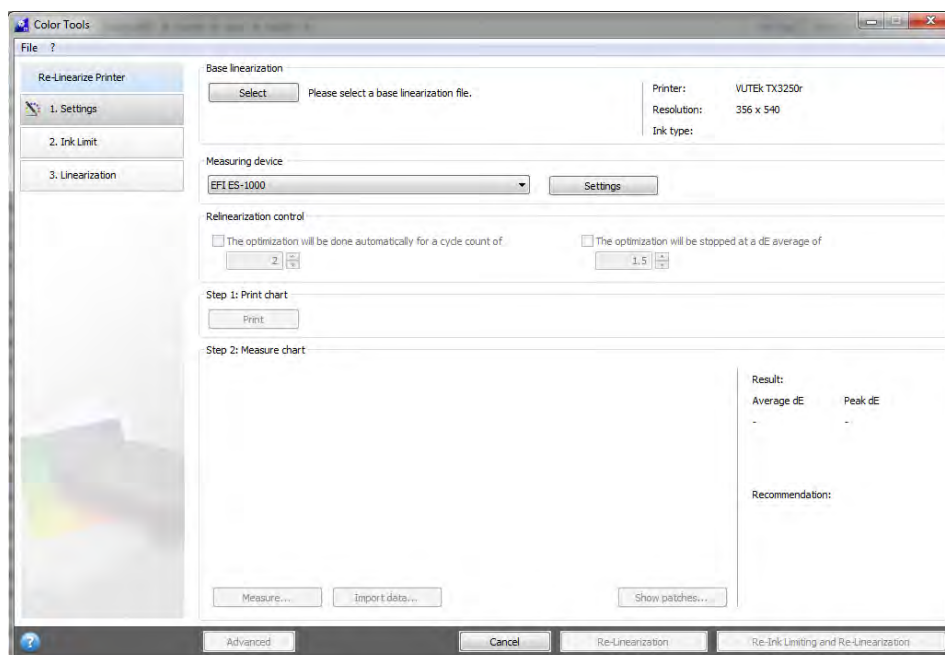 Color Tools
File ?
Re-Linearize Printer
1. Settings
2. Ink Limit
3. Linearization
Base linearization
Select Please select a base linearization file.
Printer: VUTEk TX3250r
Resolution: 356 x 540
Ink type:
Measuring device
EFI ES-1000 Settings
Relinearization control
The optimization will be done automatically for a cycle count of
2
The optimization will be stopped at a dE average of
1.5
Step 1: Print chart
Print
Step 2: Measure chart
Result:
Average dE Peak dE
- -
Recommendation:
Measure... Import data... Show patches...
? Advanced Cancel Re-Linearization Re-Ink Limiting and Re-Linearization